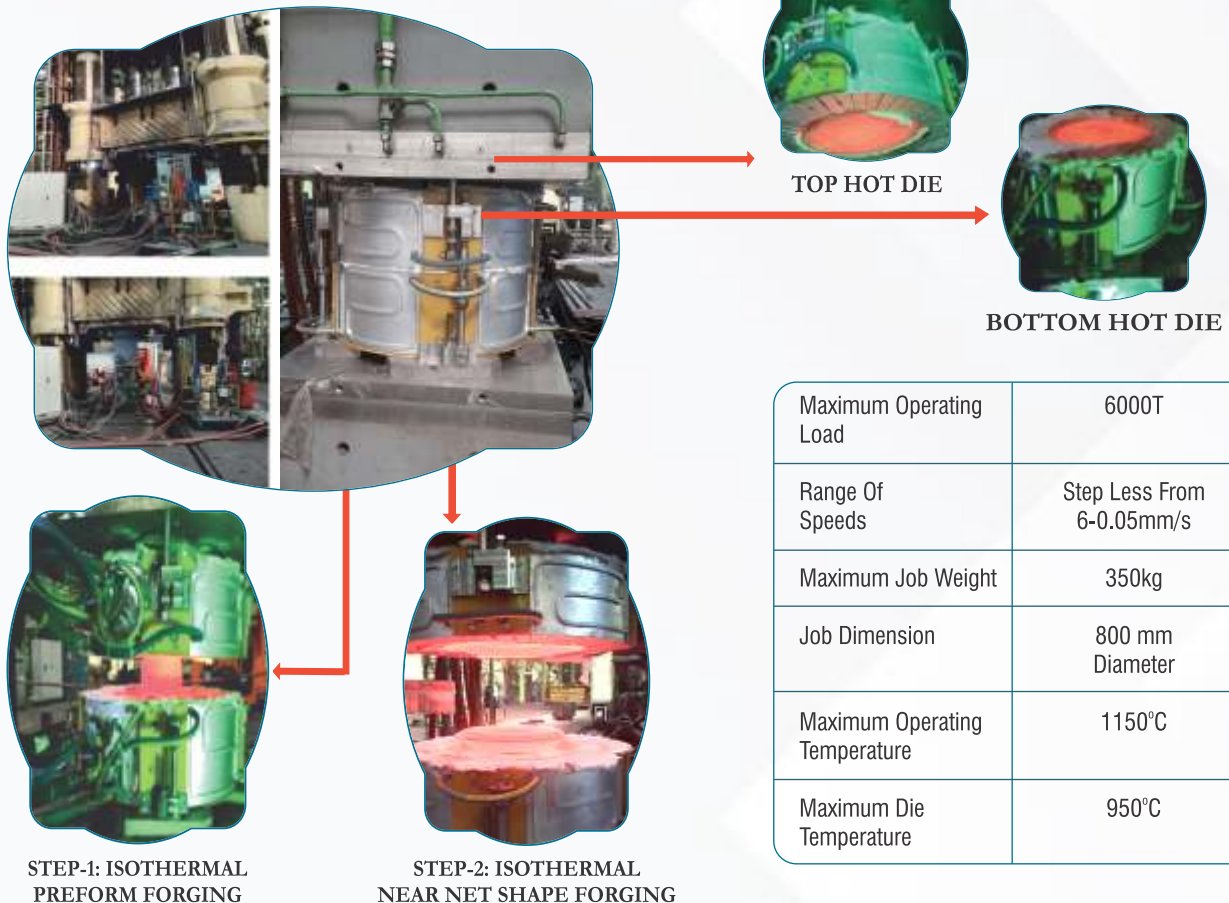 TOP HOT DIE
BOTTOM HOT DIE
Maximum Operating 6000T
Load
Range Of Step Less From
Speeds 6-0.05mm/s
Maximum Job Weight 350kg
Job Dimension 800 mm
Diameter
Maximum Operating 1150°C
Temperature
Maximum Die 950°C
Temperature
STEP-1: ISOTHERMAL
PREFORM FORGING
STEP-2: ISOTHERMAL
NEAR NET SHAPE FORGING